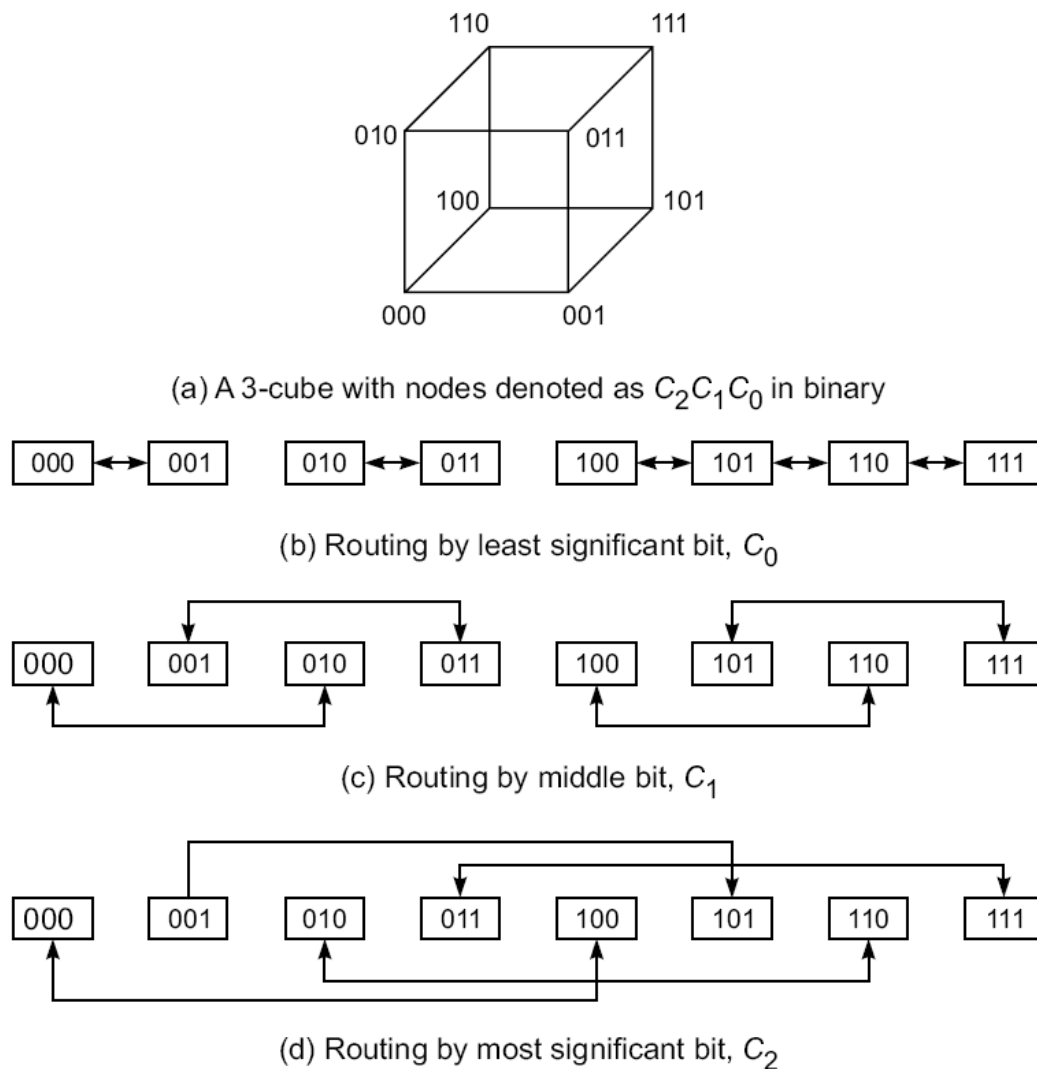 110 111
010 011
100 101
000 001
(a) A 3-cube with nodes denoted as C2C1C0 in binary
000 001 010 011 100 101 110 111
(b) Routing by least significant bit, C0
000 001 010 011 100 101 110 111
(c) Routing by middle bit, C1
000 001 010 011 100 101 110 111
(d) Routing by most significant bit, C2